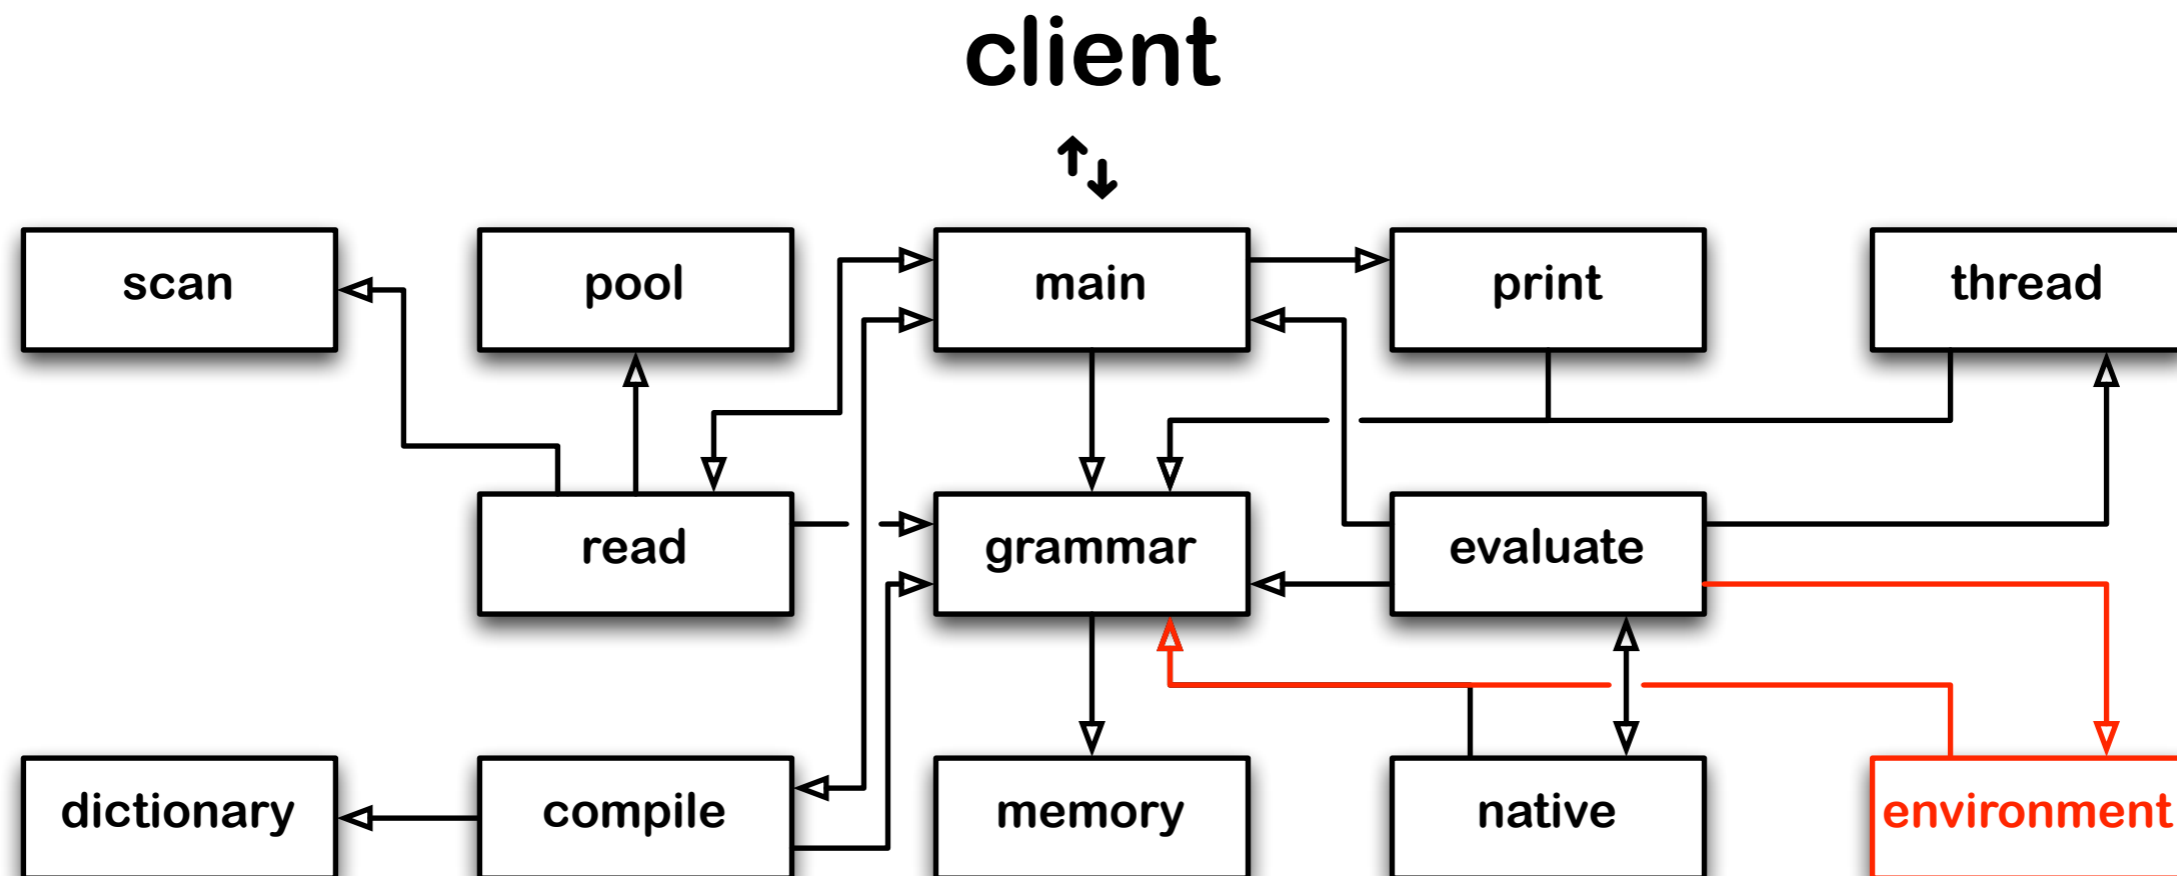 client
scan
pool
main
print
thread
read
grammar
evaluate
dictionary
compile
memory
native
environment